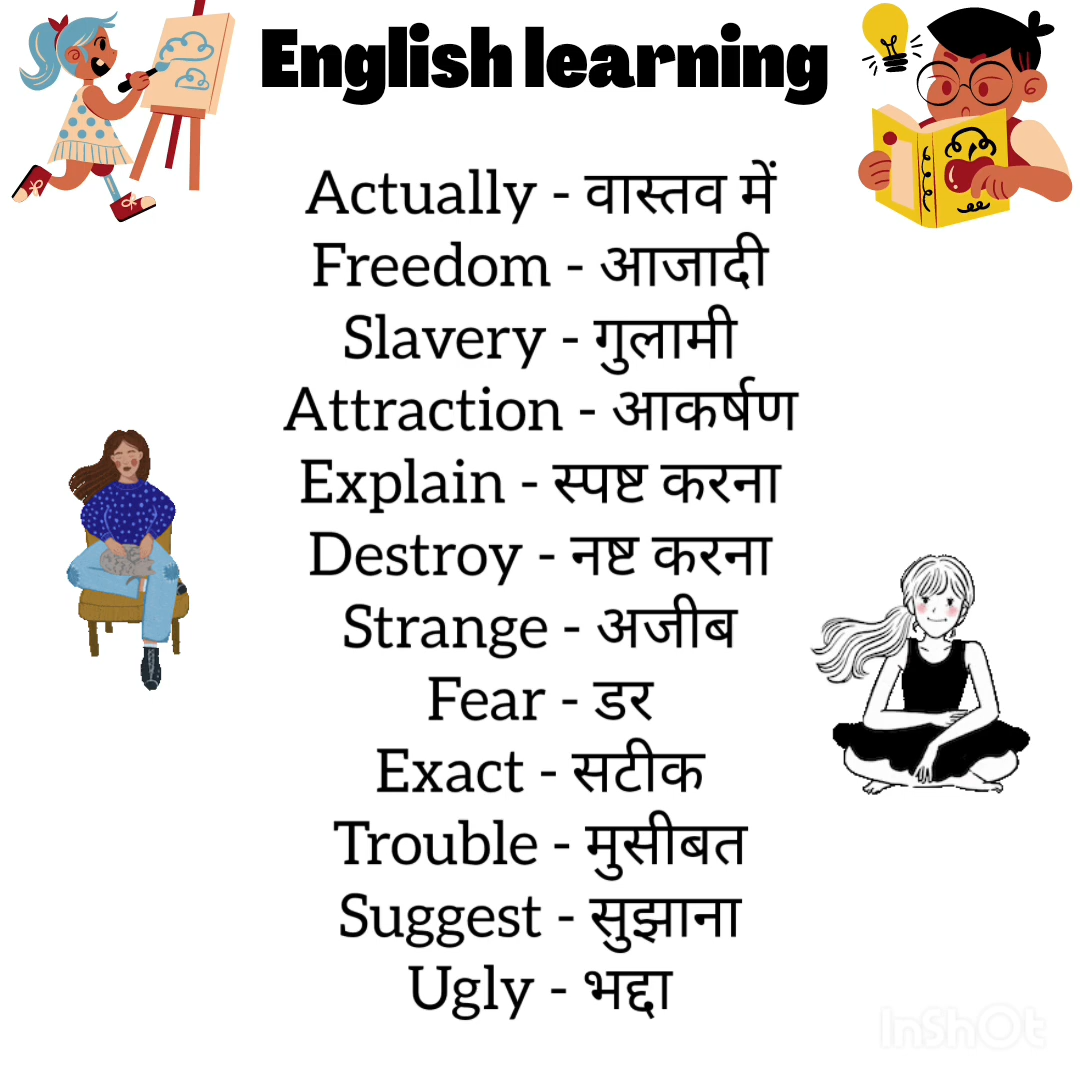 English learning
Actually - वास्तव में
Freedom - आजादी
Slavery - गुलामी
Attraction - आकर्षण
Explain - स्पष्ट करना
Destroy - नष्ट करना
Strange - अजीब
Fear - डर
Exact - सटीक
Trouble - मुसीबत
Suggest - सुझाना
Ugly - भद्दा
InShOt